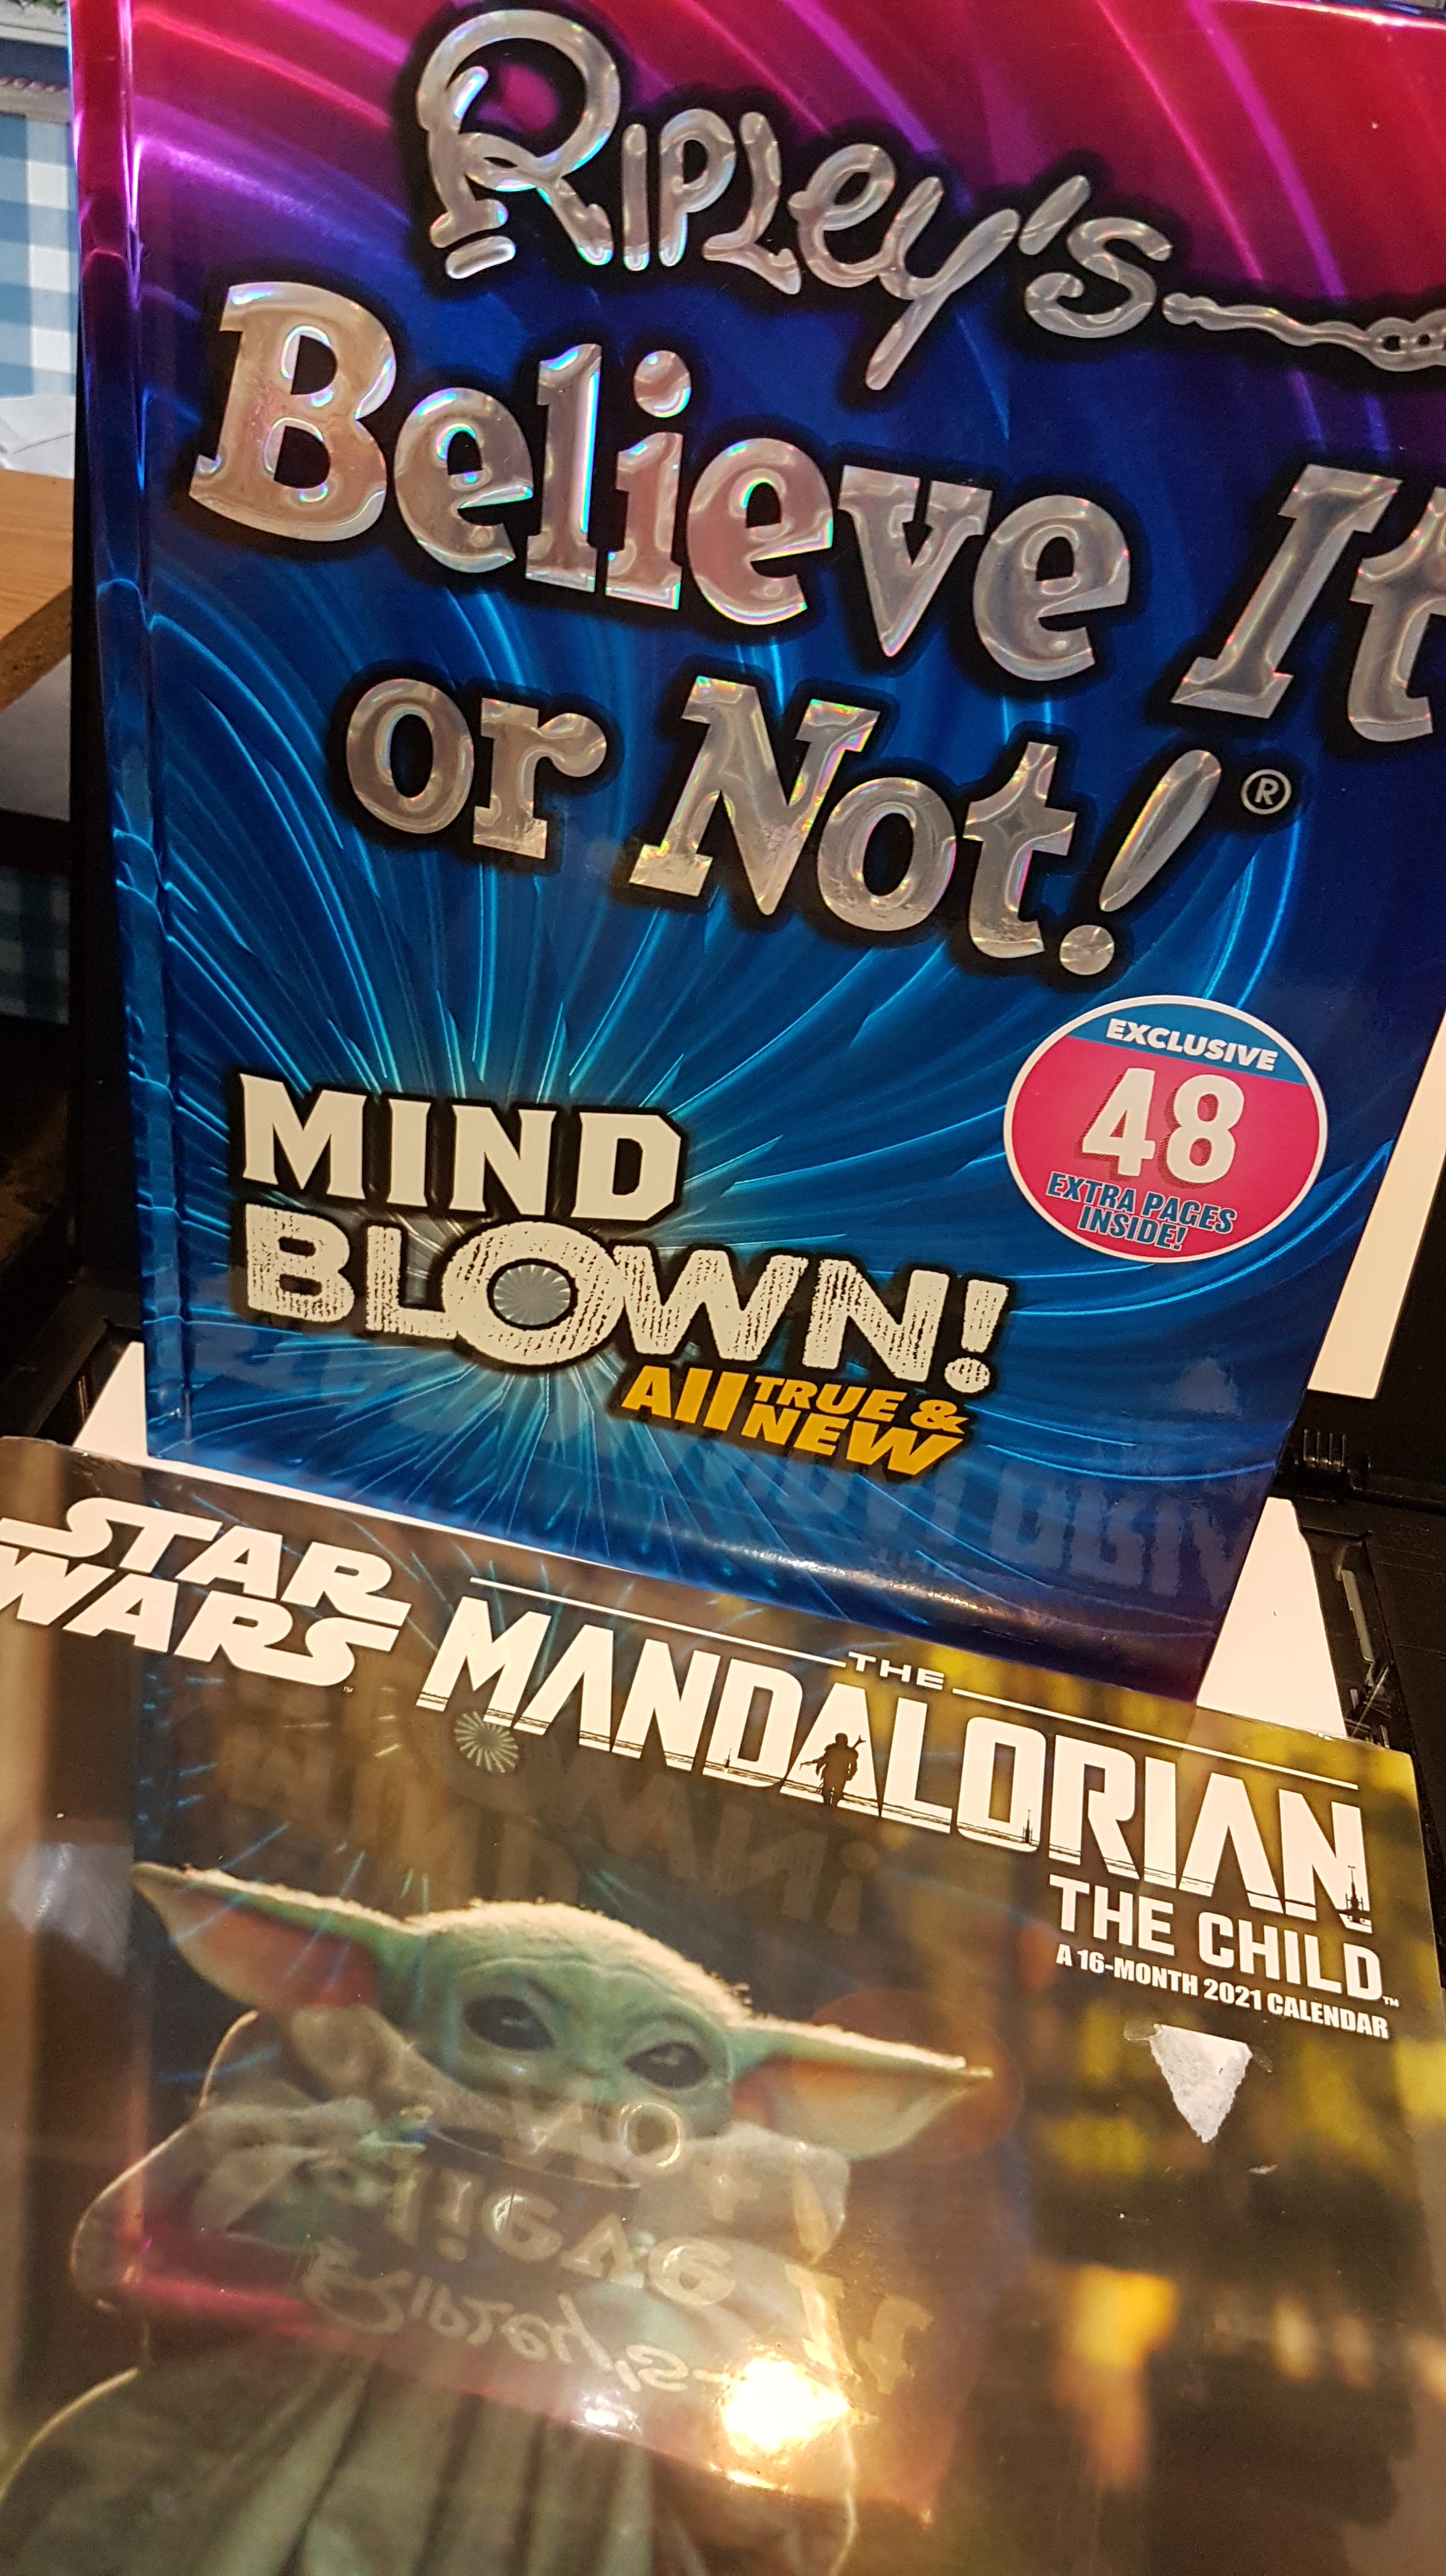 Ripley's
Believe It
or Not!®
EXCLUSIVE
48
EXTRA PAGES
INSIDE!
MIND
BLOWN!
All TRUE &
NEW
STAR
WARS
THE
MANDALORIAN
THE CHILD™
A 16-MONTH 2021 CALENDAR